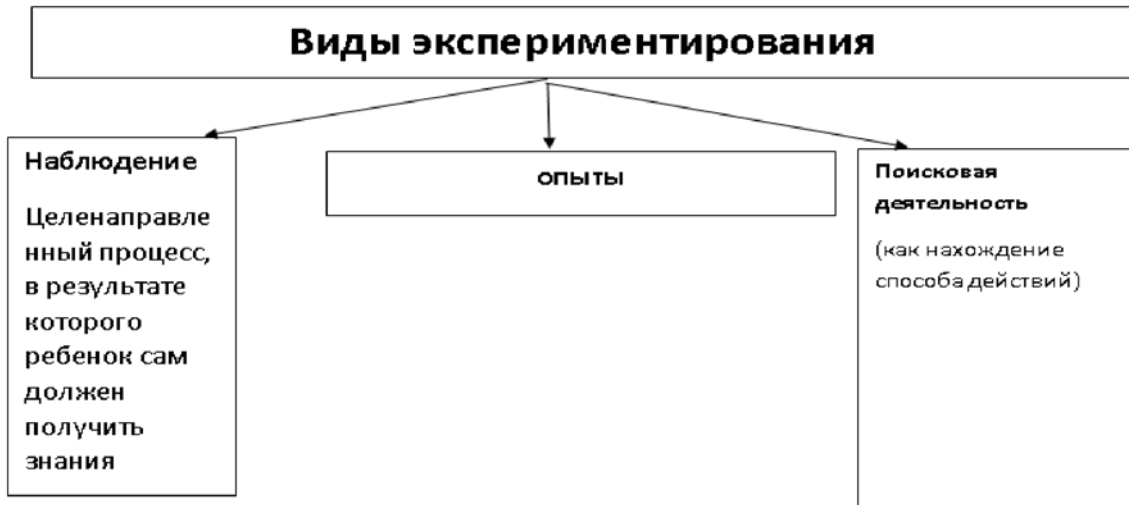 Виды экспериментирования
Наблюдение
Целенаправле
нный процесс,
в результате
которого
ребенок сам
должен
получить
знания
опыты
Поисковая
деятельность
(как нахождение
способа действий)